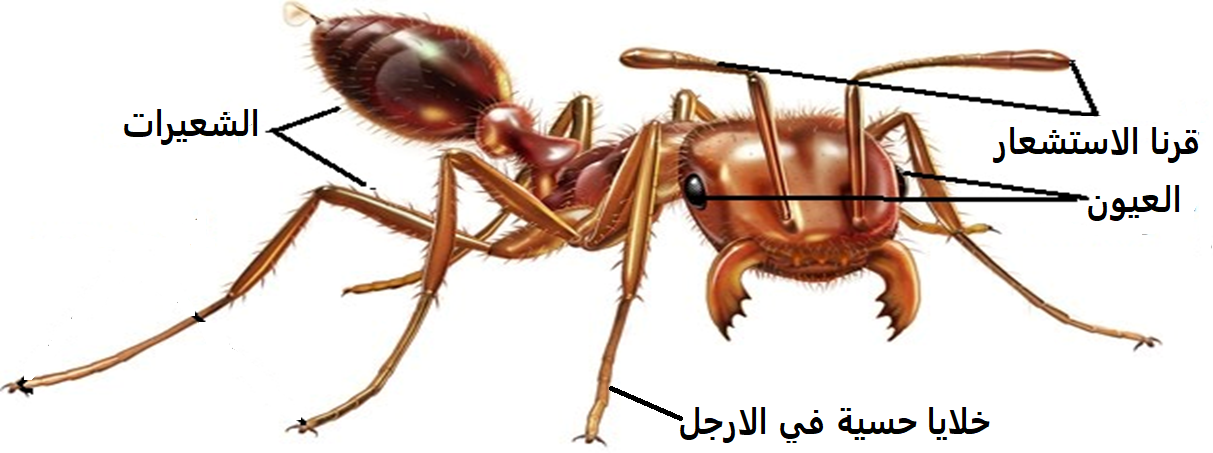 الشعيرات
قرنا الاستشعار
العيون
خلايا حسية في الارجل